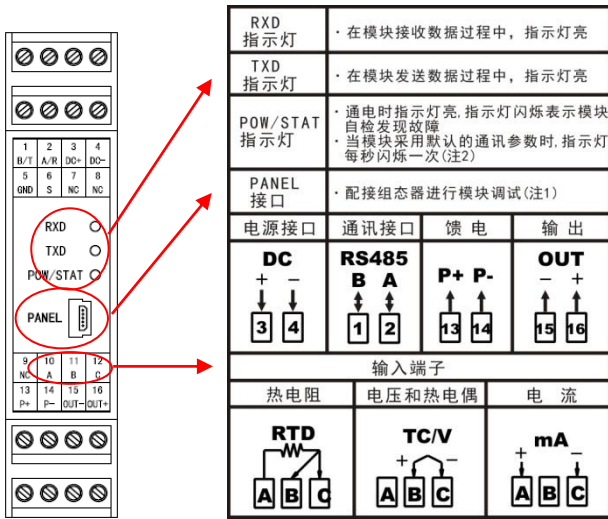 1 2 3 4
B/T A/R DC+ DC-
5 6 7 8
GND S NC NC
RXD
TXD
POW/STAT
PANEL
9 10 11 12
NC A B C
13 14 15 16
P+ P- OUT- OUT+
RXD
指示灯
·在模块接收数据过程中，指示灯亮
TXD
指示灯
·在模块发送数据过程中，指示灯亮
POW/STAT
指示灯
·通电时指示灯亮,指示灯闪烁表示模块
自检发现故障
·当模块采用默认的通讯参数时,指示灯
每秒闪烁一次(注2)
PANEL
接口
·配接组态器进行模块调试(注1)
电源接口 通讯接口 馈 电 输 出
DC
+ −
3 4
RS485
B A
1 2
P+ P-
13 14
OUT
− +
15 16
输入端子
热电阻 电压和热电偶 电 流
RTD
A B C
TC/V
+ −
A B C
mA
+ −
A B C